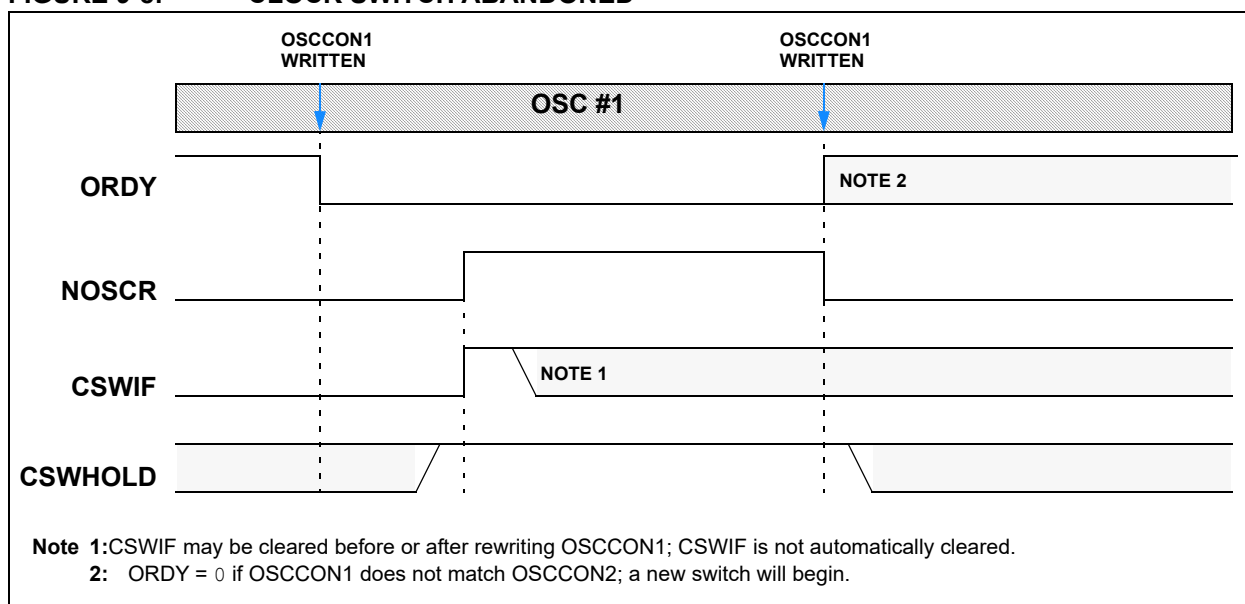 OSCCON1
WRITTEN
OSCCON1
WRITTEN
OSC #1
ORDY
NOTE 2
NOSCR
CSWIF
NOTE 1
CSWHOLD
Note 1:CSWIF may be cleared before or after rewriting OSCCON1; CSWIF is not automatically cleared.
2: ORDY = 0 if OSCCON1 does not match OSCCON2; a new switch will begin.